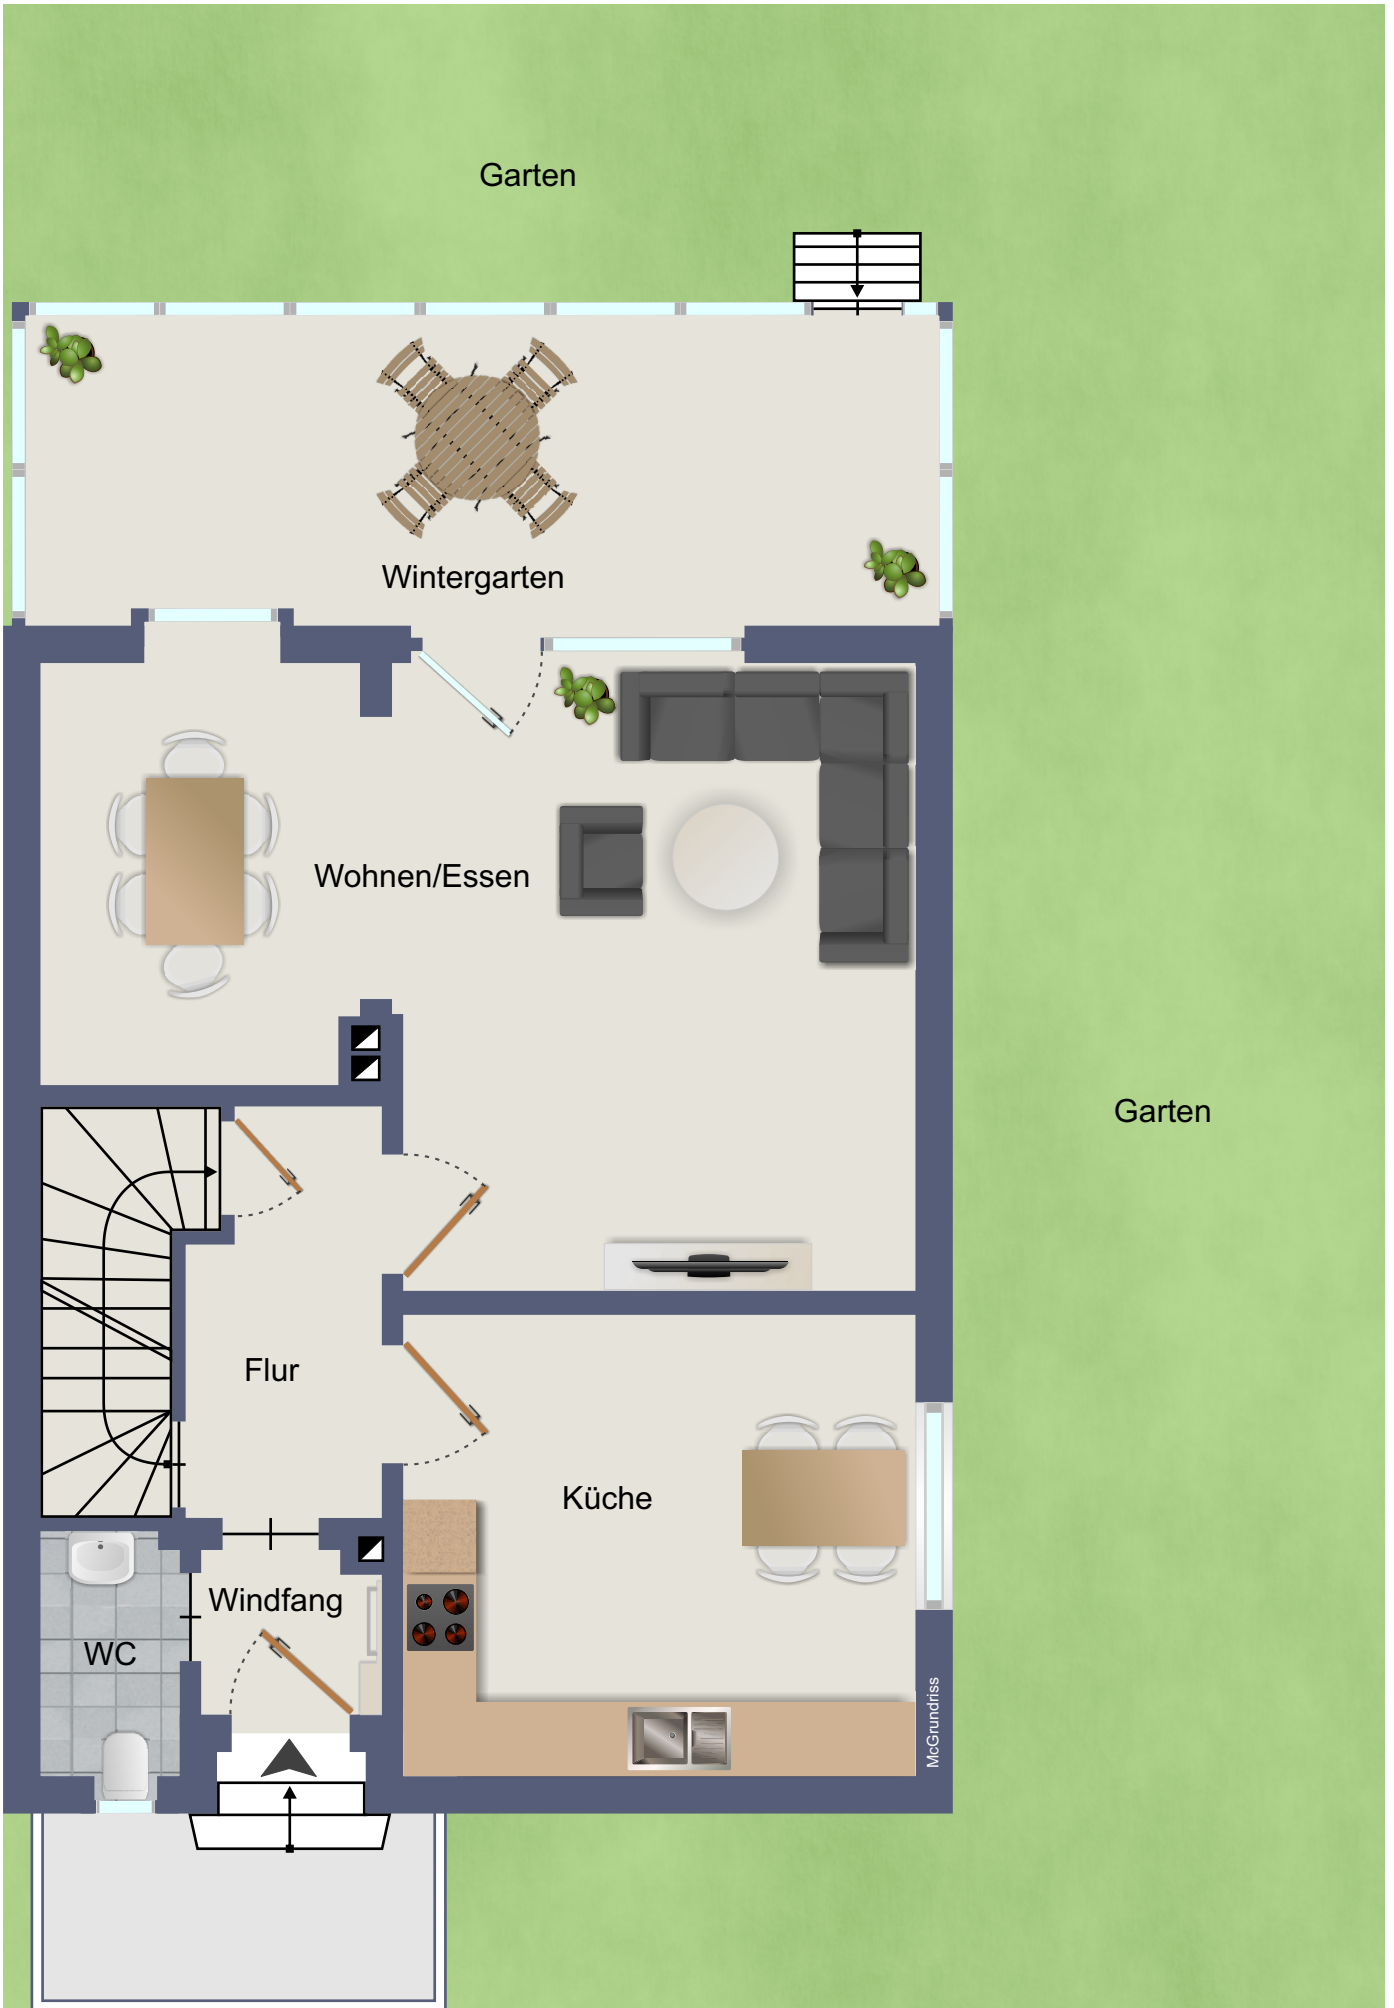 Garten
Wintergarten
Wohnen/Essen
Garten
Flur
Küche
Windfang
WC
McGrundriss